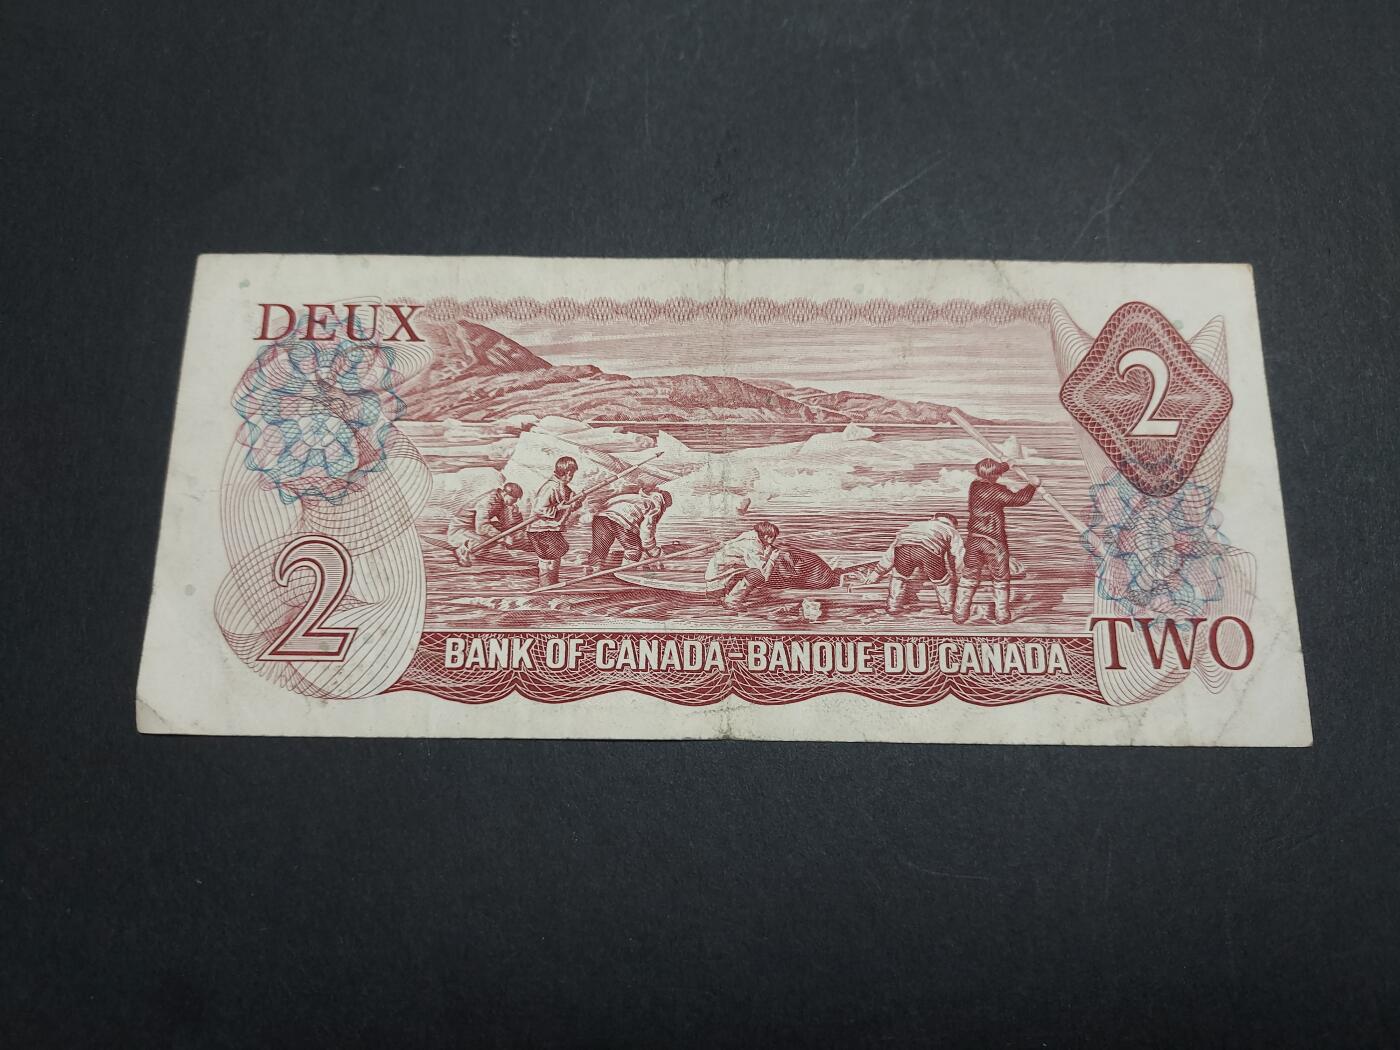 DEUX
2
2
BANK OF CANADA-BANQUE DU CANADA
TWO